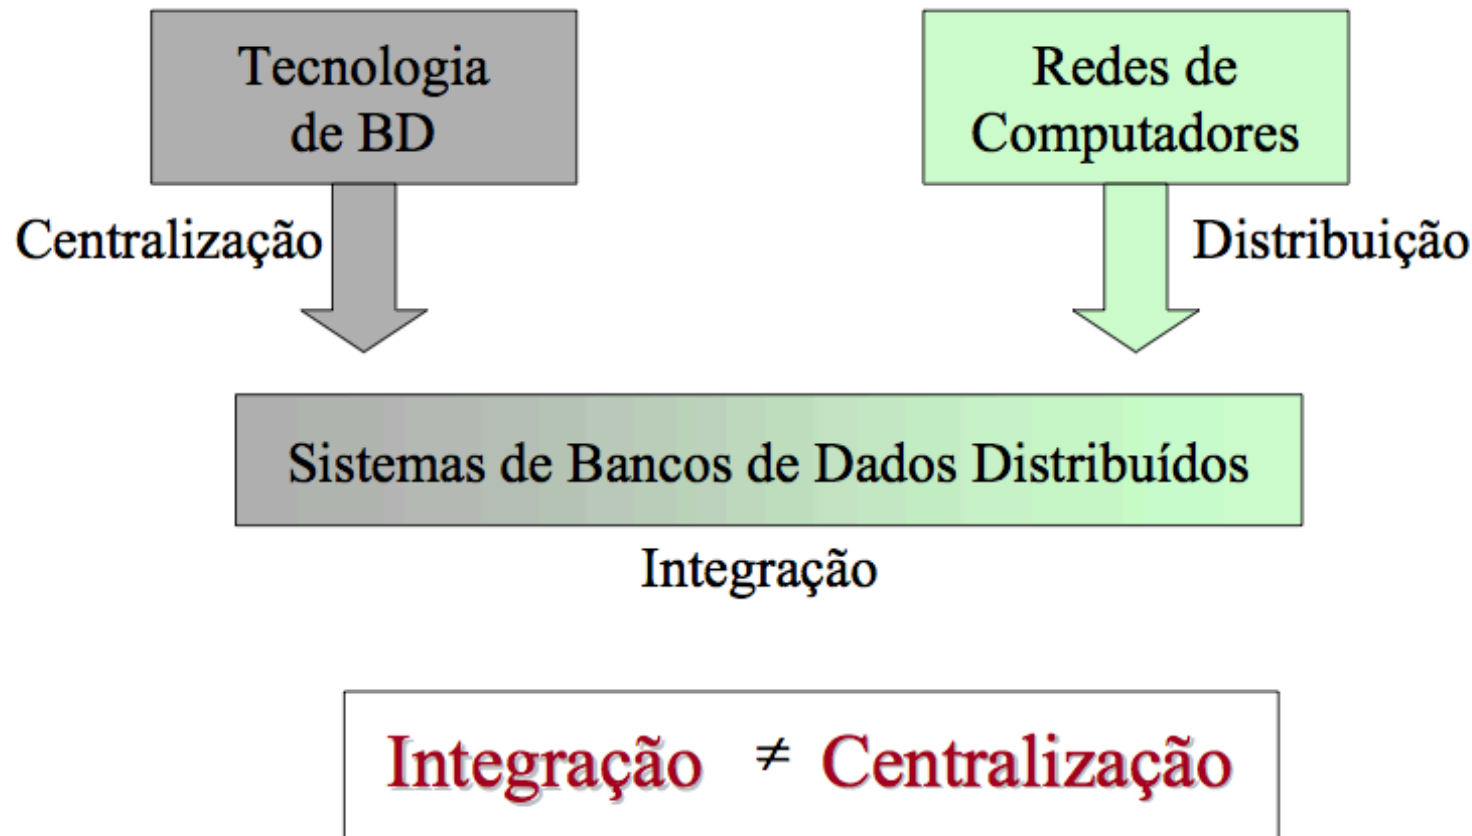 Tecnologia
de BD
Redes de
Computadores
Centralização
Distribuição
Sistemas de Bancos de Dados Distribuídos
Integração
Integração ≠ Centralização